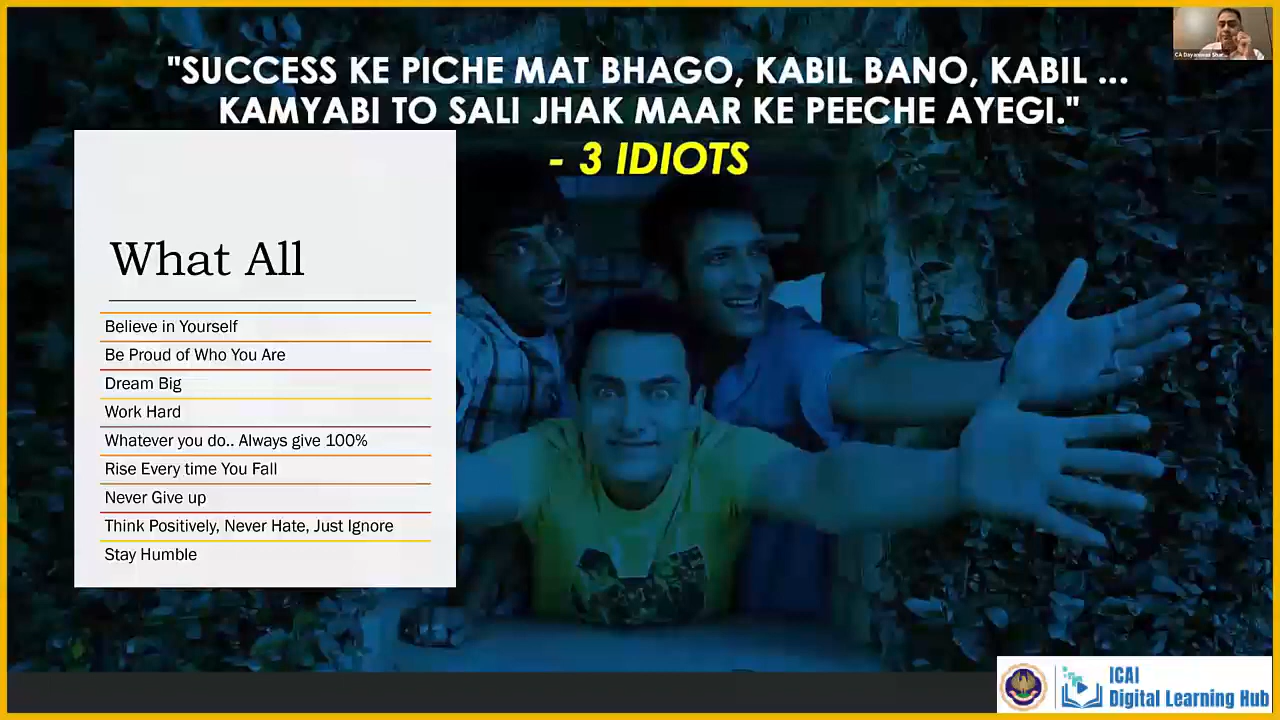 "SUCCESS KE PICHE MAT BHAGO, KABIL BANO, KABIL ...
KAMYABI TO SALI JHAK MAAR KE PEECHE AYEGI."
- 3 IDIOTS
What All
Believe in Yourself
Be Proud of Who You Are
Dream Big
Work Hard
Whatever you do.. Always give 100%
Rise Every time You Fall
Never Give up
Think Positively, Never Hate, Just Ignore
Stay Humble
ICAI
Digital Learning Hub